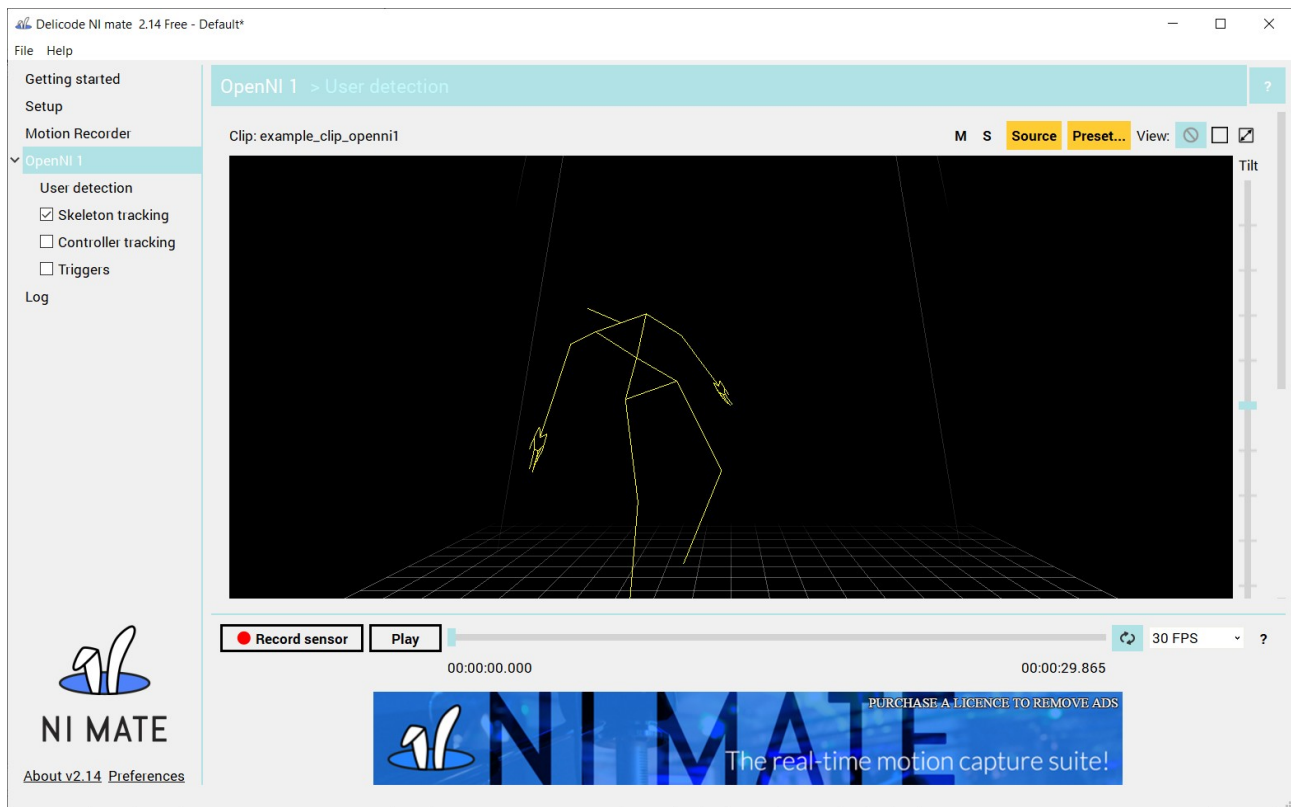 Delicode NI mate 2.14 Free - Default*
File Help
Getting started
Setup
Motion Recorder
OpenNI 1
User detection
Skeleton tracking
Controller tracking
Triggers
Log
NI MATE
About v2.14 Preferences
OpenNI 1 > User detection ?
Clip: example_clip_openni1 M S Source Preset... View:
Tilt
Record sensor Play 30 FPS ?
00:00:00.000 00:00:29.865
PURCHASE A LICENCE TO REMOVE ADS
NI MATE
The real-time motion capture suite!